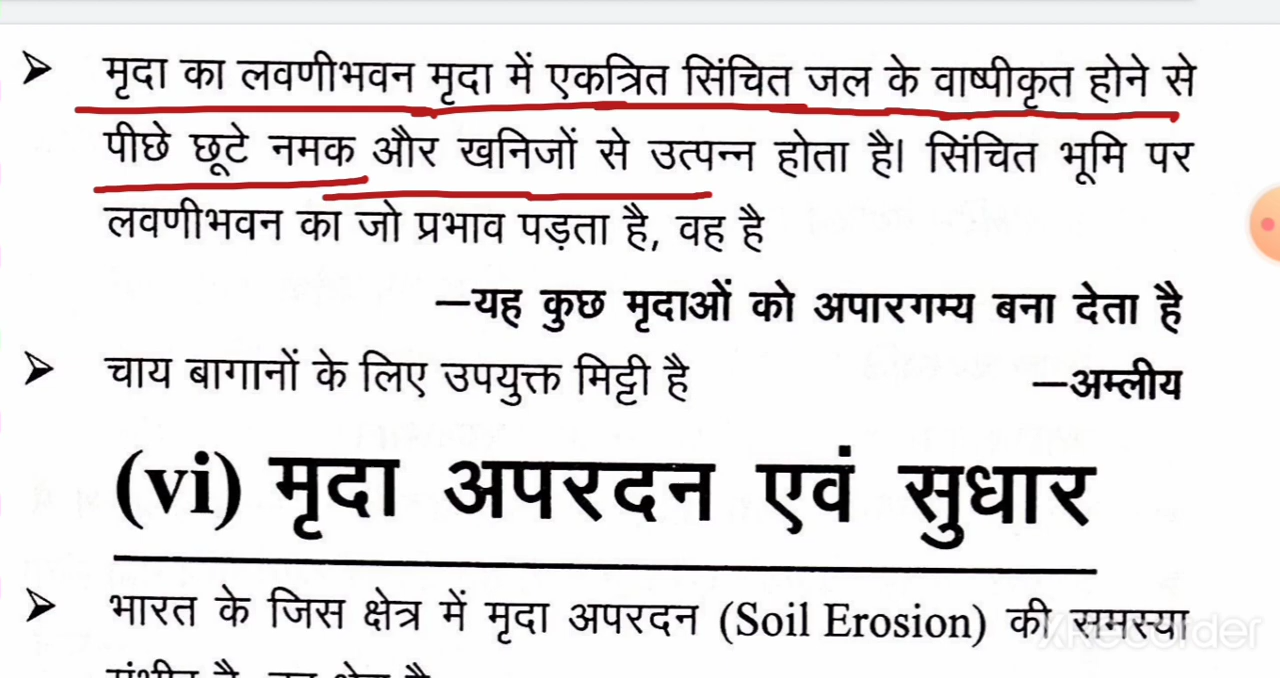 ➢ मृदा का लवणीभवन मृदा में एकत्रित सिंचित जल के वाष्पीकृत होने से
पीछे छूटे नमक और खनिजों से उत्पन्न होता है। सिंचित भूमि पर
लवणीभवन का जो प्रभाव पड़ता है, वह है
—यह कुछ मृदाओं को अपारगम्य बना देता है
➢ चाय बागानों के लिए उपयुक्त मिट्टी है —अम्लीय
(vi) मृदा अपरदन एवं सुधार
➢ भारत के जिस क्षेत्र में मृदा अपरदन (Soil Erosion) की समस्या
XRecorder